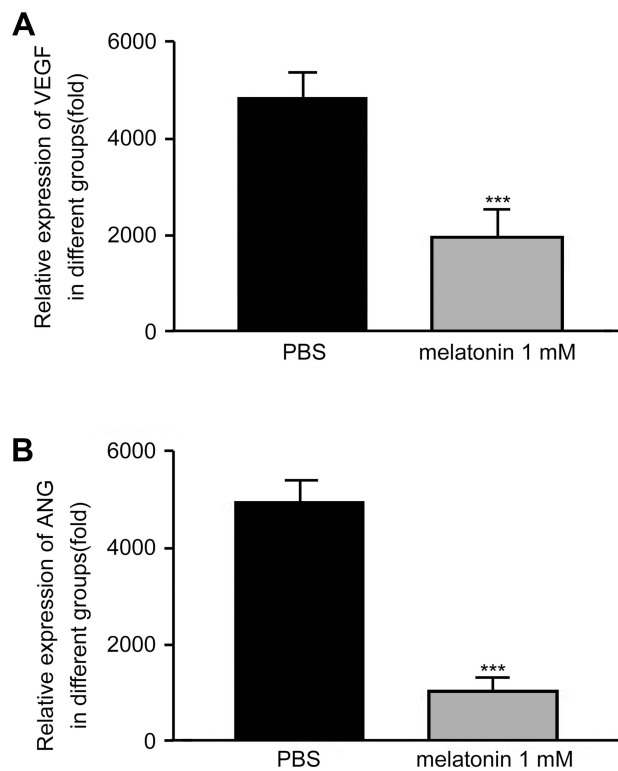 A
Relative expression of VEGF
in different groups(fold)
6000
4000
2000
0
***
PBS
melatonin 1 mM
B
Relative expression of ANG
in different groups(fold)
6000
4000
2000
0
***
PBS
melatonin 1 mM